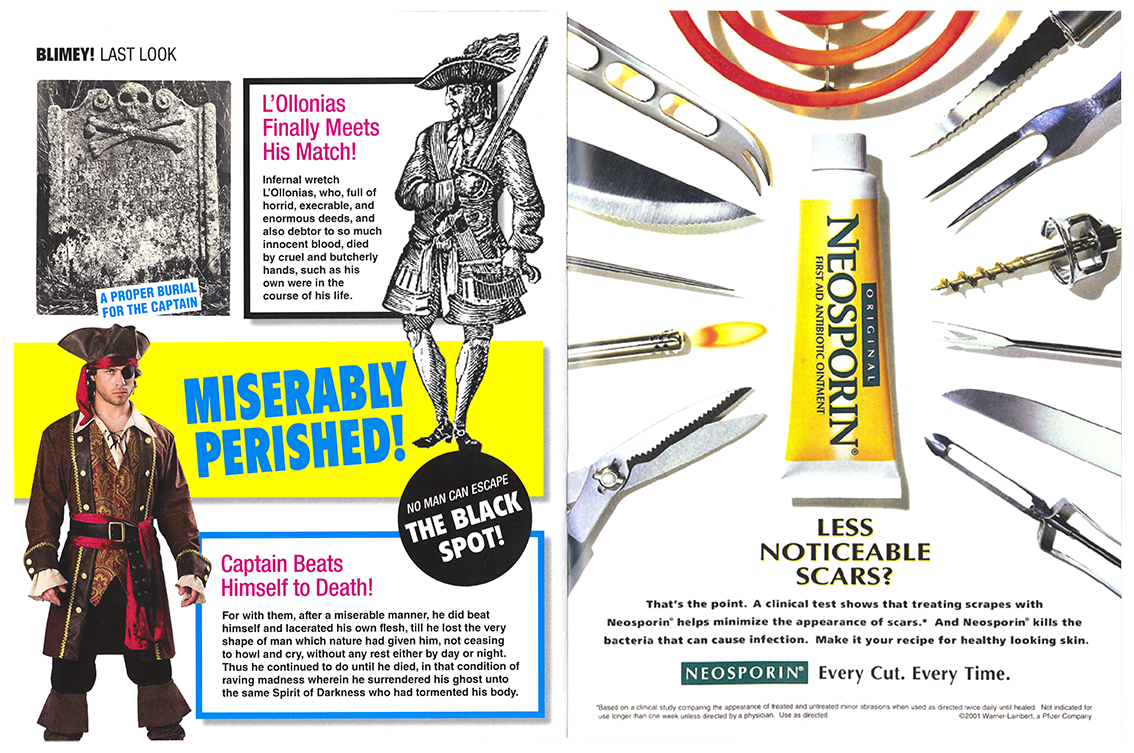 BLIMEY! LAST LOOK
A PROPER BURIAL
FOR THE CAPTAIN
L'Ollonias
Finally Meets
His Match!
Infernal wretch
L'Ollonias, who, full of
horrid, execrable, and
enormous deeds, and
also debtor to so much
innocent blood, died
by cruel and butcherly
hands, such as his
own were in the
course of his life.
MISERABLY
PERISHED!
NO MAN CAN ESCAPE
THE BLACK
SPOT!
Captain Beats
Himself to Death!
For with them, after a miserable manner, he did beat
himself and lacerated his own flesh, till he lost the very
shape of man which nature had given him, not ceasing
to howl and cry, without any rest either by day or night.
Thus he continued to do until he died, in that condition of
raving madness wherein he surrendered his ghost unto
the same Spirit of Darkness who had tormented his body.
ORIGINAL
NEOSPORIN®
FIRST AID ANTIBIOTIC OINTMENT
LESS
NOTICEABLE
SCARS?
That's the point. A clinical test shows that treating scrapes with
Neosporin® helps minimize the appearance of scars.* And Neosporin® kills the
bacteria that can cause infection. Make it your recipe for healthy looking skin.
NEOSPORIN® Every Cut. Every Time.
*Based on a clinical study comparing the appearance of treated and untreated minor abrasions when used as directed twice daily until healed. Not indicated for
use longer than one week unless directed by a physician. Use as directed.
©2001 Warner-Lambert, a Pfizer Company